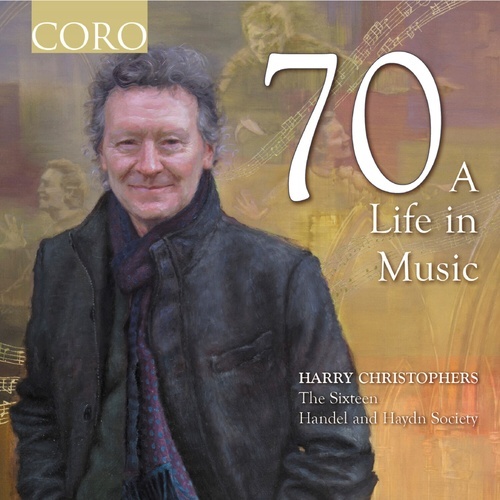 CORO
70
A
Life in
Music
HARRY CHRISTOPHERS
The Sixteen
Handel and Haydn Society